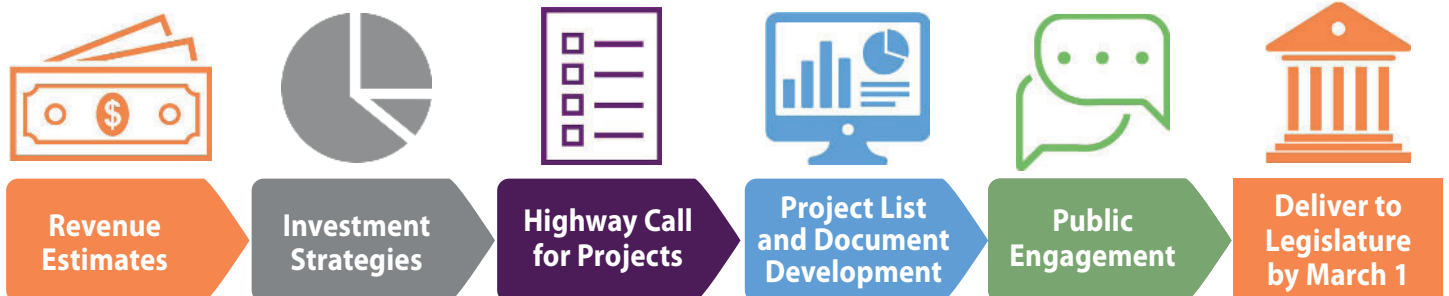 $
Revenue
Estimates
Investment
Strategies
Highway Call
for Projects
Project List
and Document
Development
Public
Engagement
Deliver to
Legislature
by March 1